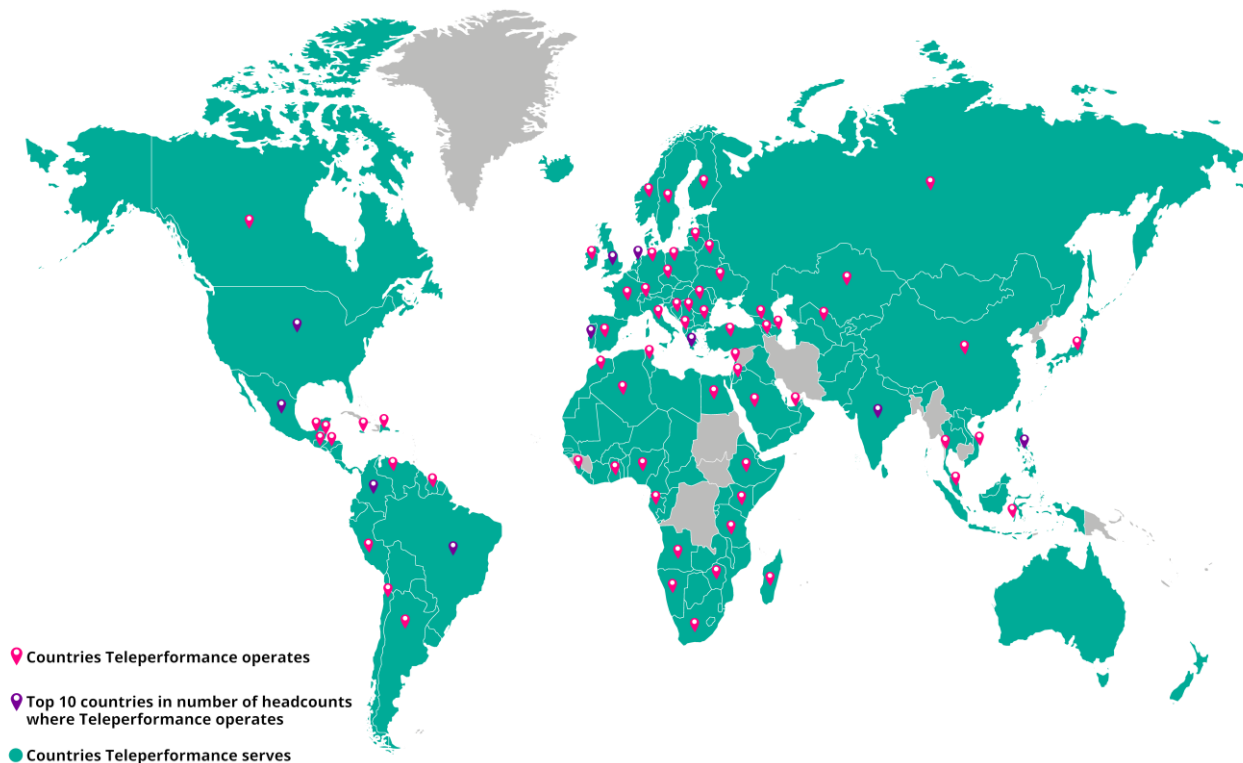 Countries Teleperformance operates
Top 10 countries in number of headcounts
where Teleperformance operates
Countries Teleperformance serves